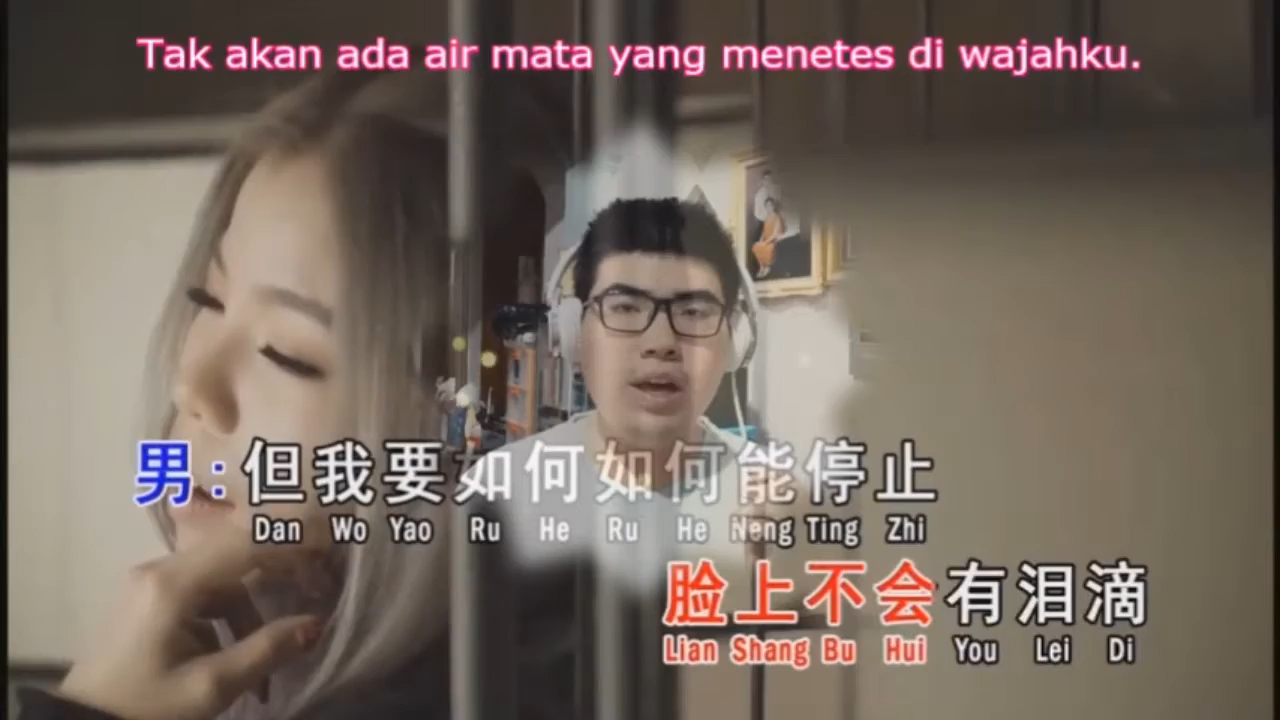 Tak akan ada air mata yang menetes di wajahku.
男:但我要如何如何能停止
Dan Wo Yao Ru He Ru He Neng Ting Zhi
脸上不会有泪滴
Lian Shang Bu Hui You Lei Di